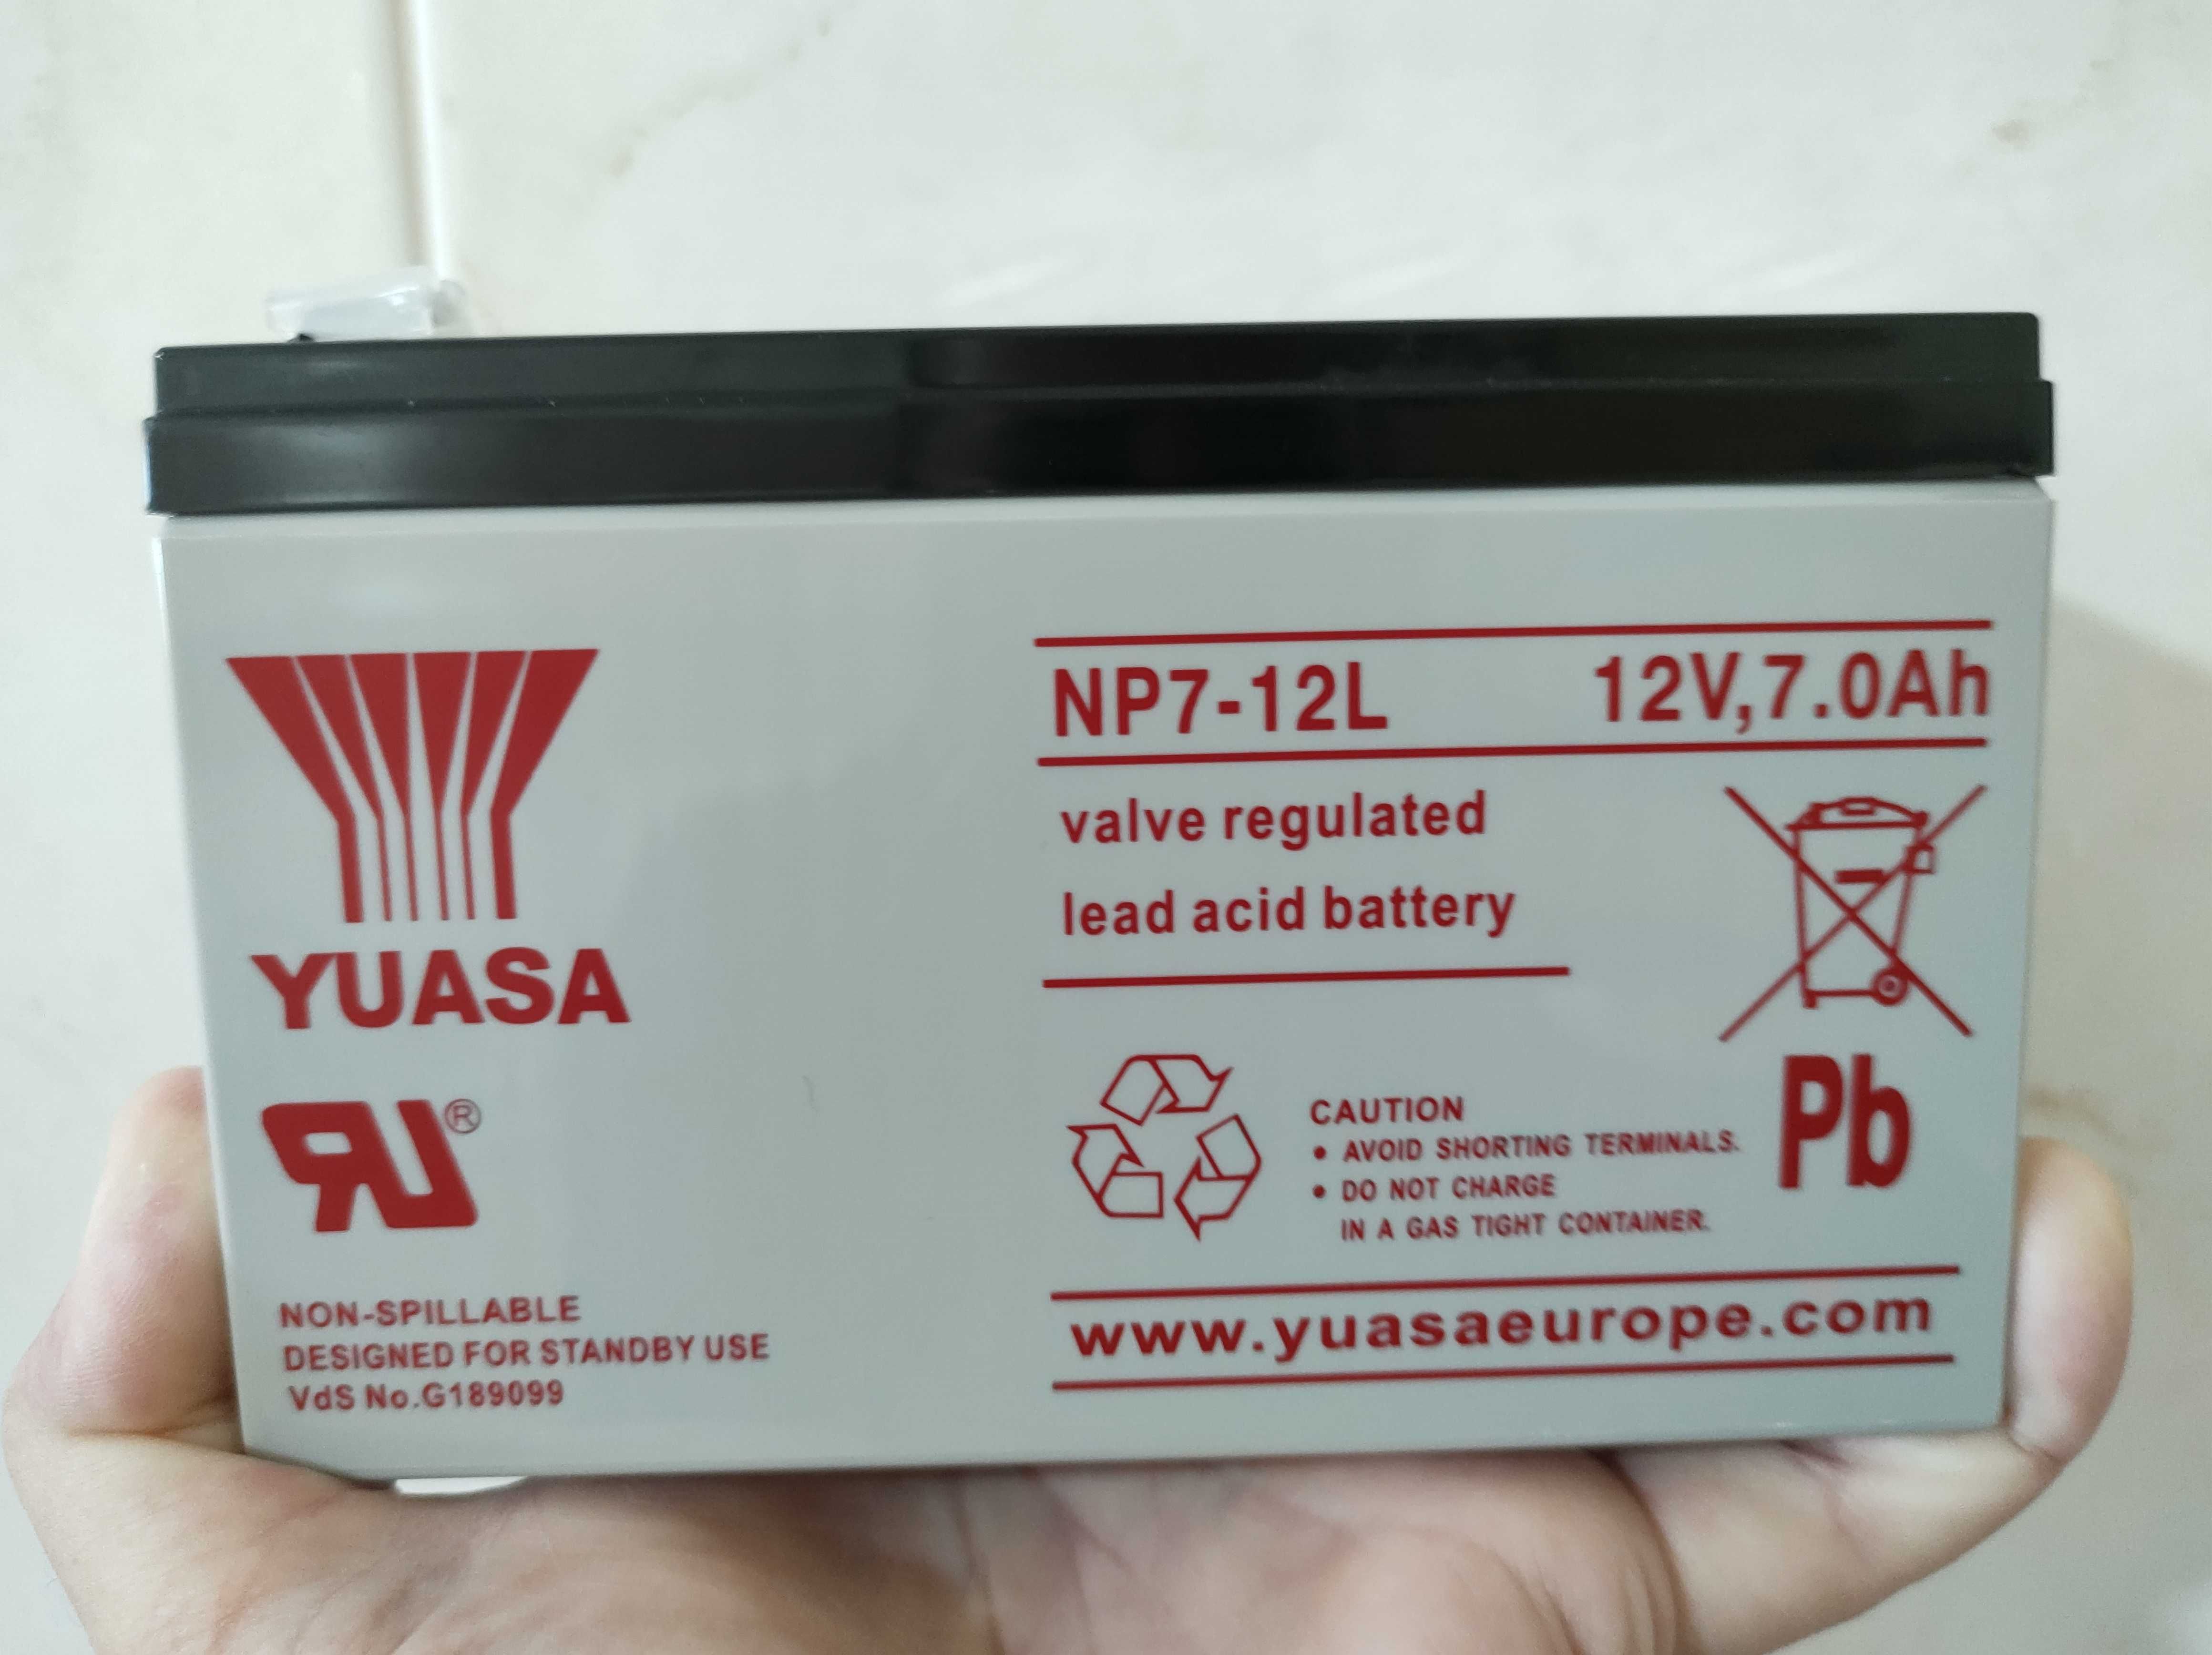 YUASA
RU®
NON-SPILLABLE
DESIGNED FOR STANDBY USE
VdS No.G189099
NP7-12L 12V,7.0Ah
valve regulated
lead acid battery
CAUTION
• AVOID SHORTING TERMINALS.
• DO NOT CHARGE
IN A GAS TIGHT CONTAINER.
Pb
www.yuasaeurope.com